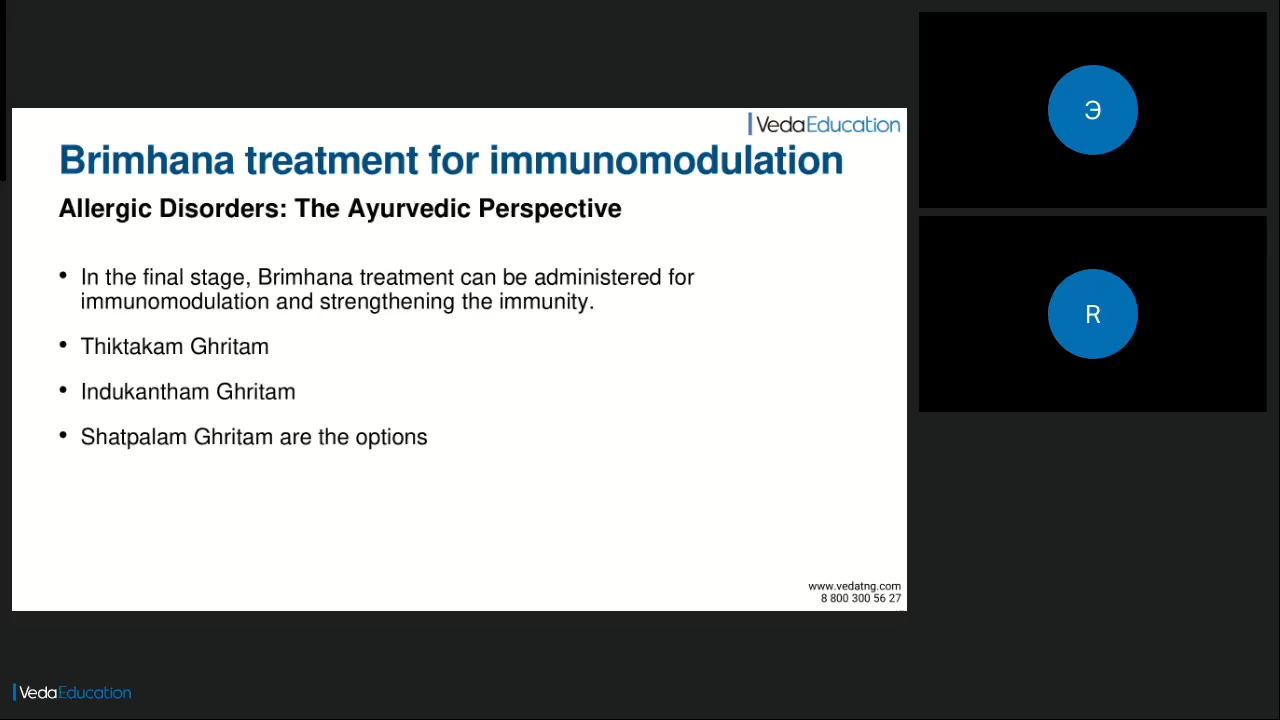 VedaEducation
Brimhana treatment for immunomodulation
Allergic Disorders: The Ayurvedic Perspective
• In the final stage, Brimhana treatment can be administered for
immunomodulation and strengthening the immunity.
• Thiktakam Ghritam
• Indukantham Ghritam
• Shatpalam Ghritam are the options
www.vedatng.com
8 800 300 56 27
Э
R
VedaEducation